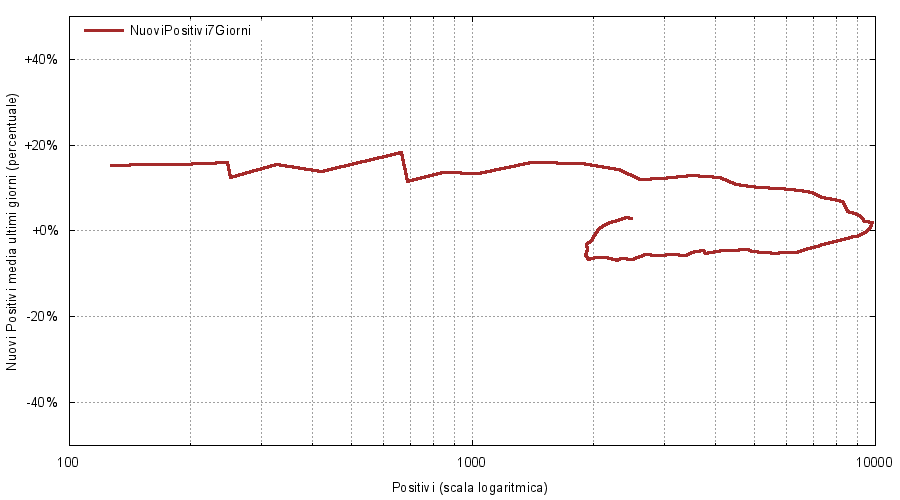 NuoviPositivi7Giorni
+40%
+20%
+0%
-20%
-40%
Nuovi Positivi media ultimi giorni (percentuale)
100 1000 10000
Positivi (scala logaritmica)